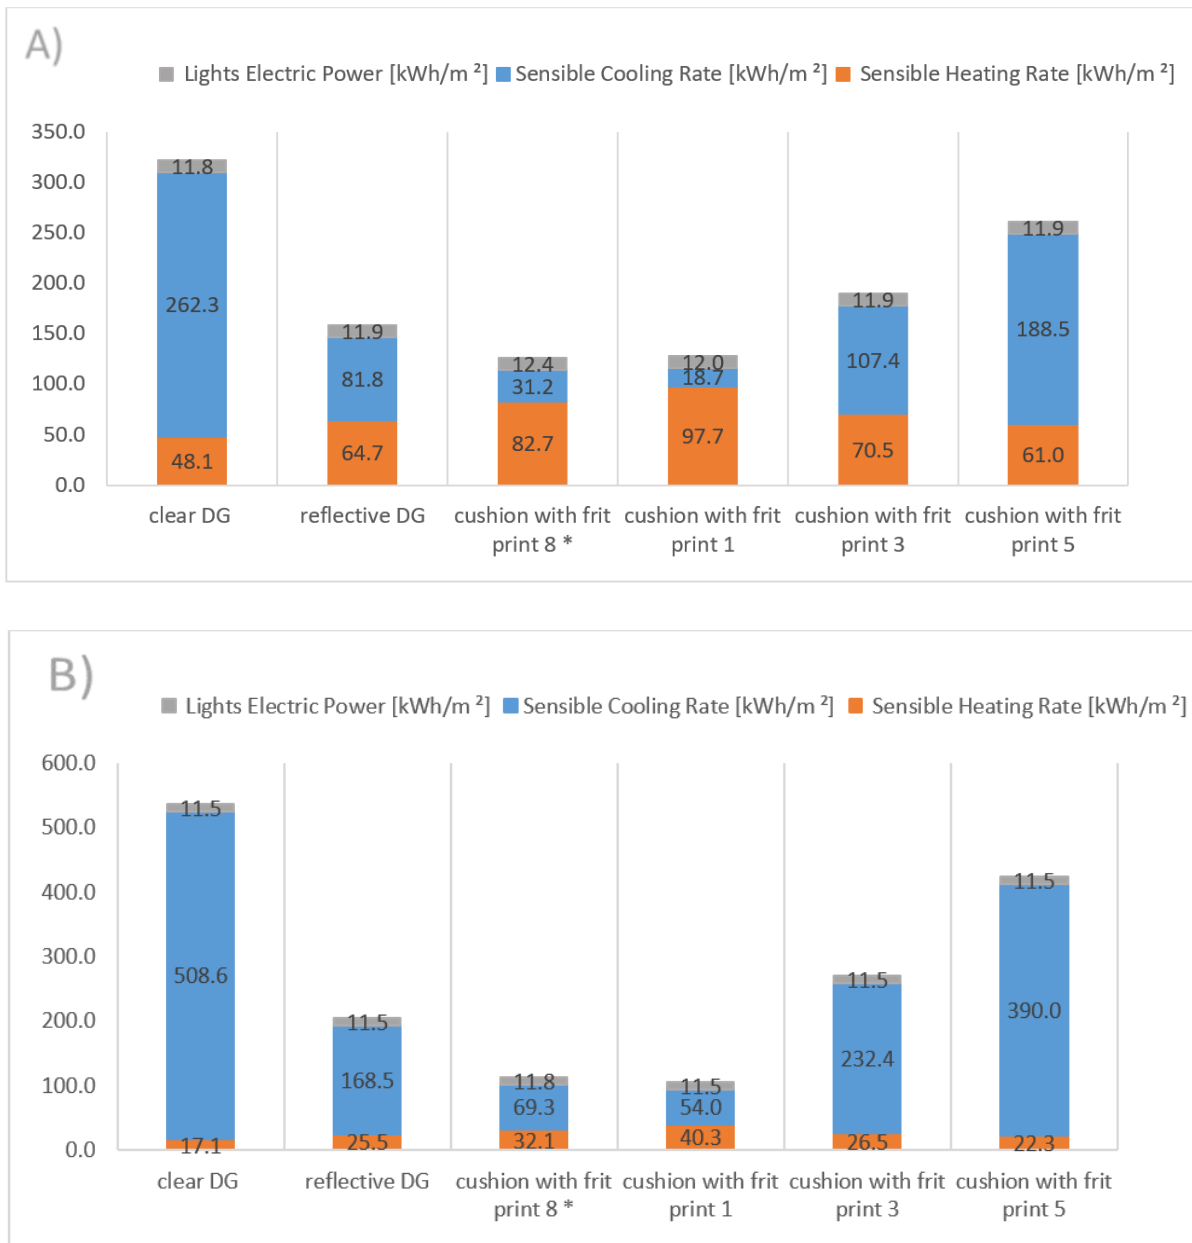 A)
Lights Electric Power [kWh/m ²] Sensible Cooling Rate [kWh/m ²] Sensible Heating Rate [kWh/m ²]
350.0
300.0
250.0
200.0
150.0
100.0
50.0
0.0
11.8
262.3
48.1
11.9
81.8
64.7
12.4
31.2
82.7
12.0
18.7
97.7
11.9
107.4
70.5
11.9
188.5
61.0
clear DG
reflective DG
cushion with frit
print 8 *
cushion with frit
print 1
cushion with frit
print 3
cushion with frit
print 5
B)
Lights Electric Power [kWh/m ²] Sensible Cooling Rate [kWh/m ²] Sensible Heating Rate [kWh/m ²]
600.0
500.0
400.0
300.0
200.0
100.0
0.0
11.5
508.6
17.1
11.5
168.5
25.5
11.8
69.3
32.1
11.5
54.0
40.3
11.5
232.4
26.5
11.5
390.0
22.3
clear DG
reflective DG
cushion with frit
print 8 *
cushion with frit
print 1
cushion with frit
print 3
cushion with frit
print 5